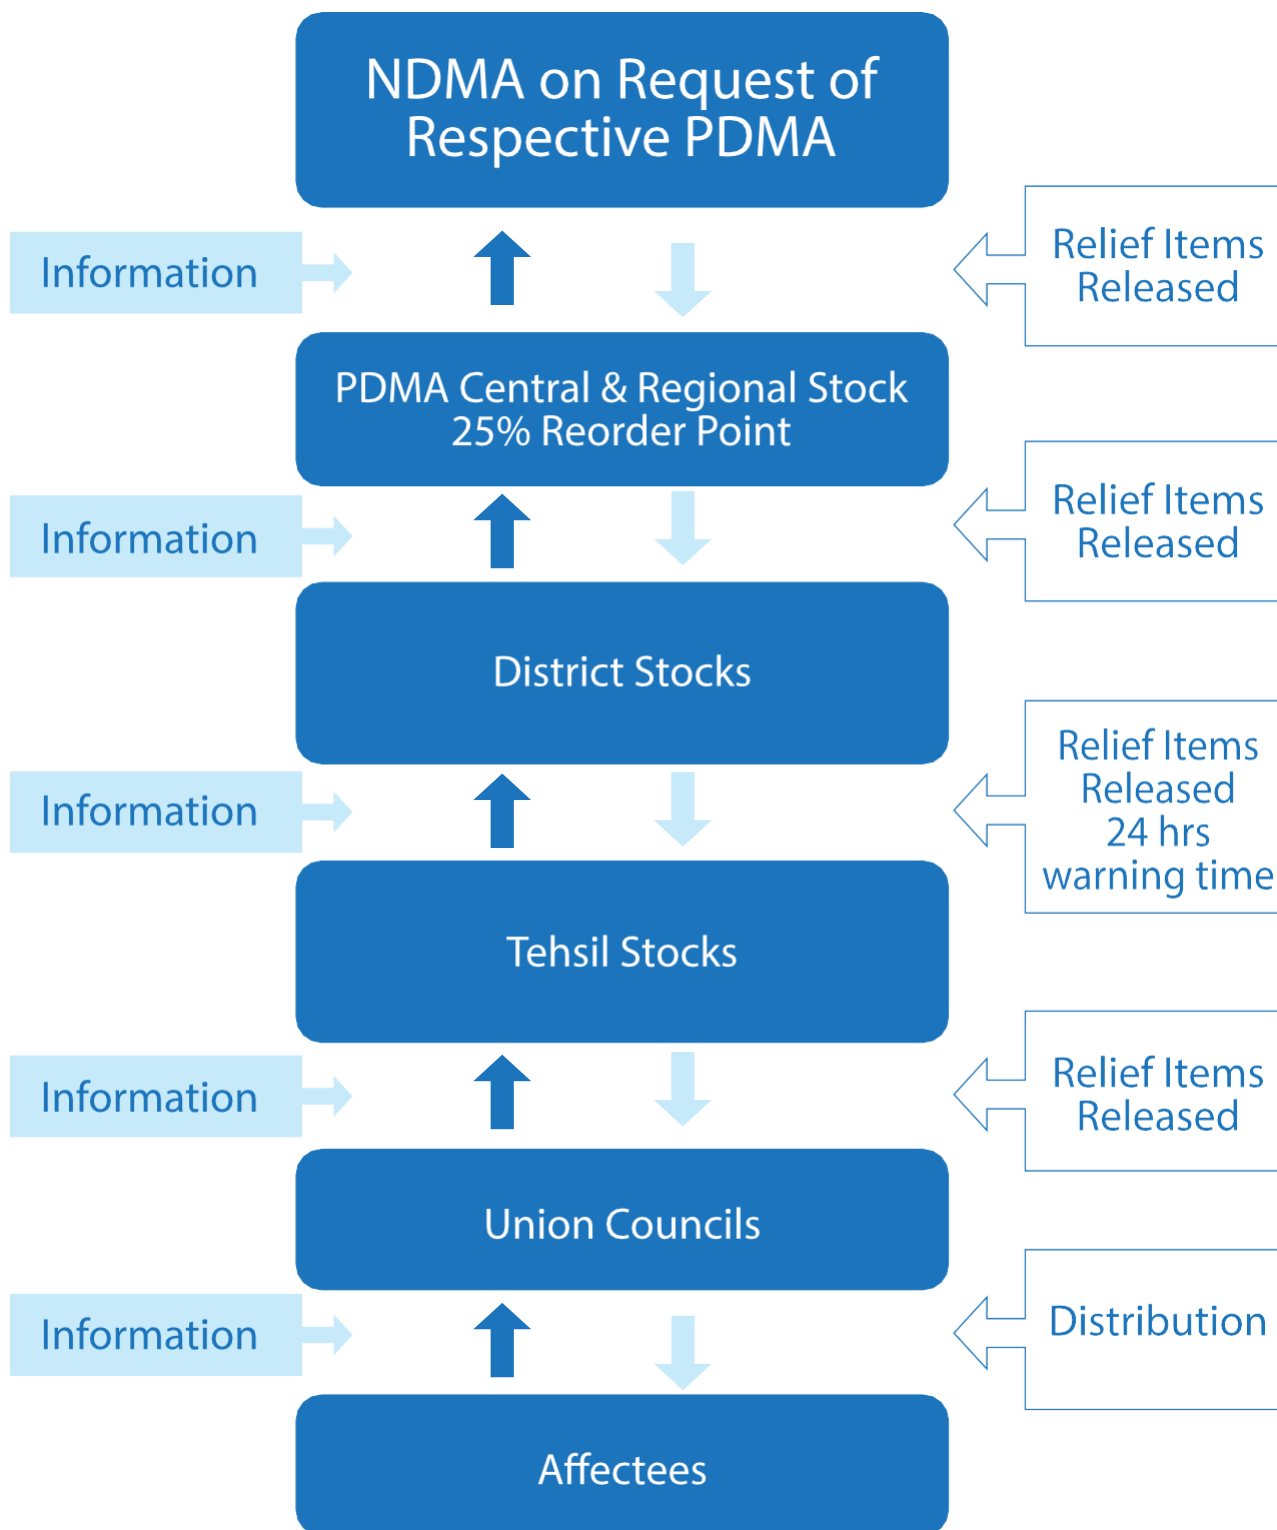 NDMA on Request of
Respective PDMA
Information
Relief Items
Released
PDMA Central & Regional Stock
25% Reorder Point
Information
Relief Items
Released
District Stocks
Information
Relief Items
Released
24 hrs
warning time
Tehsil Stocks
Information
Relief Items
Released
Union Councils
Information
Distribution
Affectees